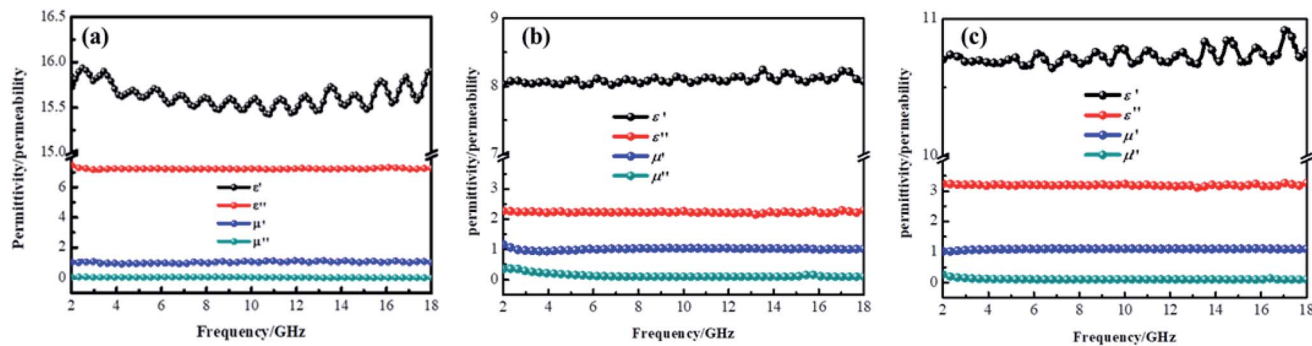 (a)
Permittivity/permeability
16.5
16.0
15.5
15.0
6
4
2
0
ε'
ε''
μ'
μ''
2 4 6 8 10 12 14 16 18
Frequency/GHz
(b)
permittivity/permeability
9
8
7
3
2
1
0
ε'
ε''
μ'
μ''
2 4 6 8 10 12 14 16 18
Frequency/GHz
(c)
permittivity/permeability
11
10
3
2
1
0
ε'
ε''
μ'
μ''
2 4 6 8 10 12 14 16 18
Frequency/GHz